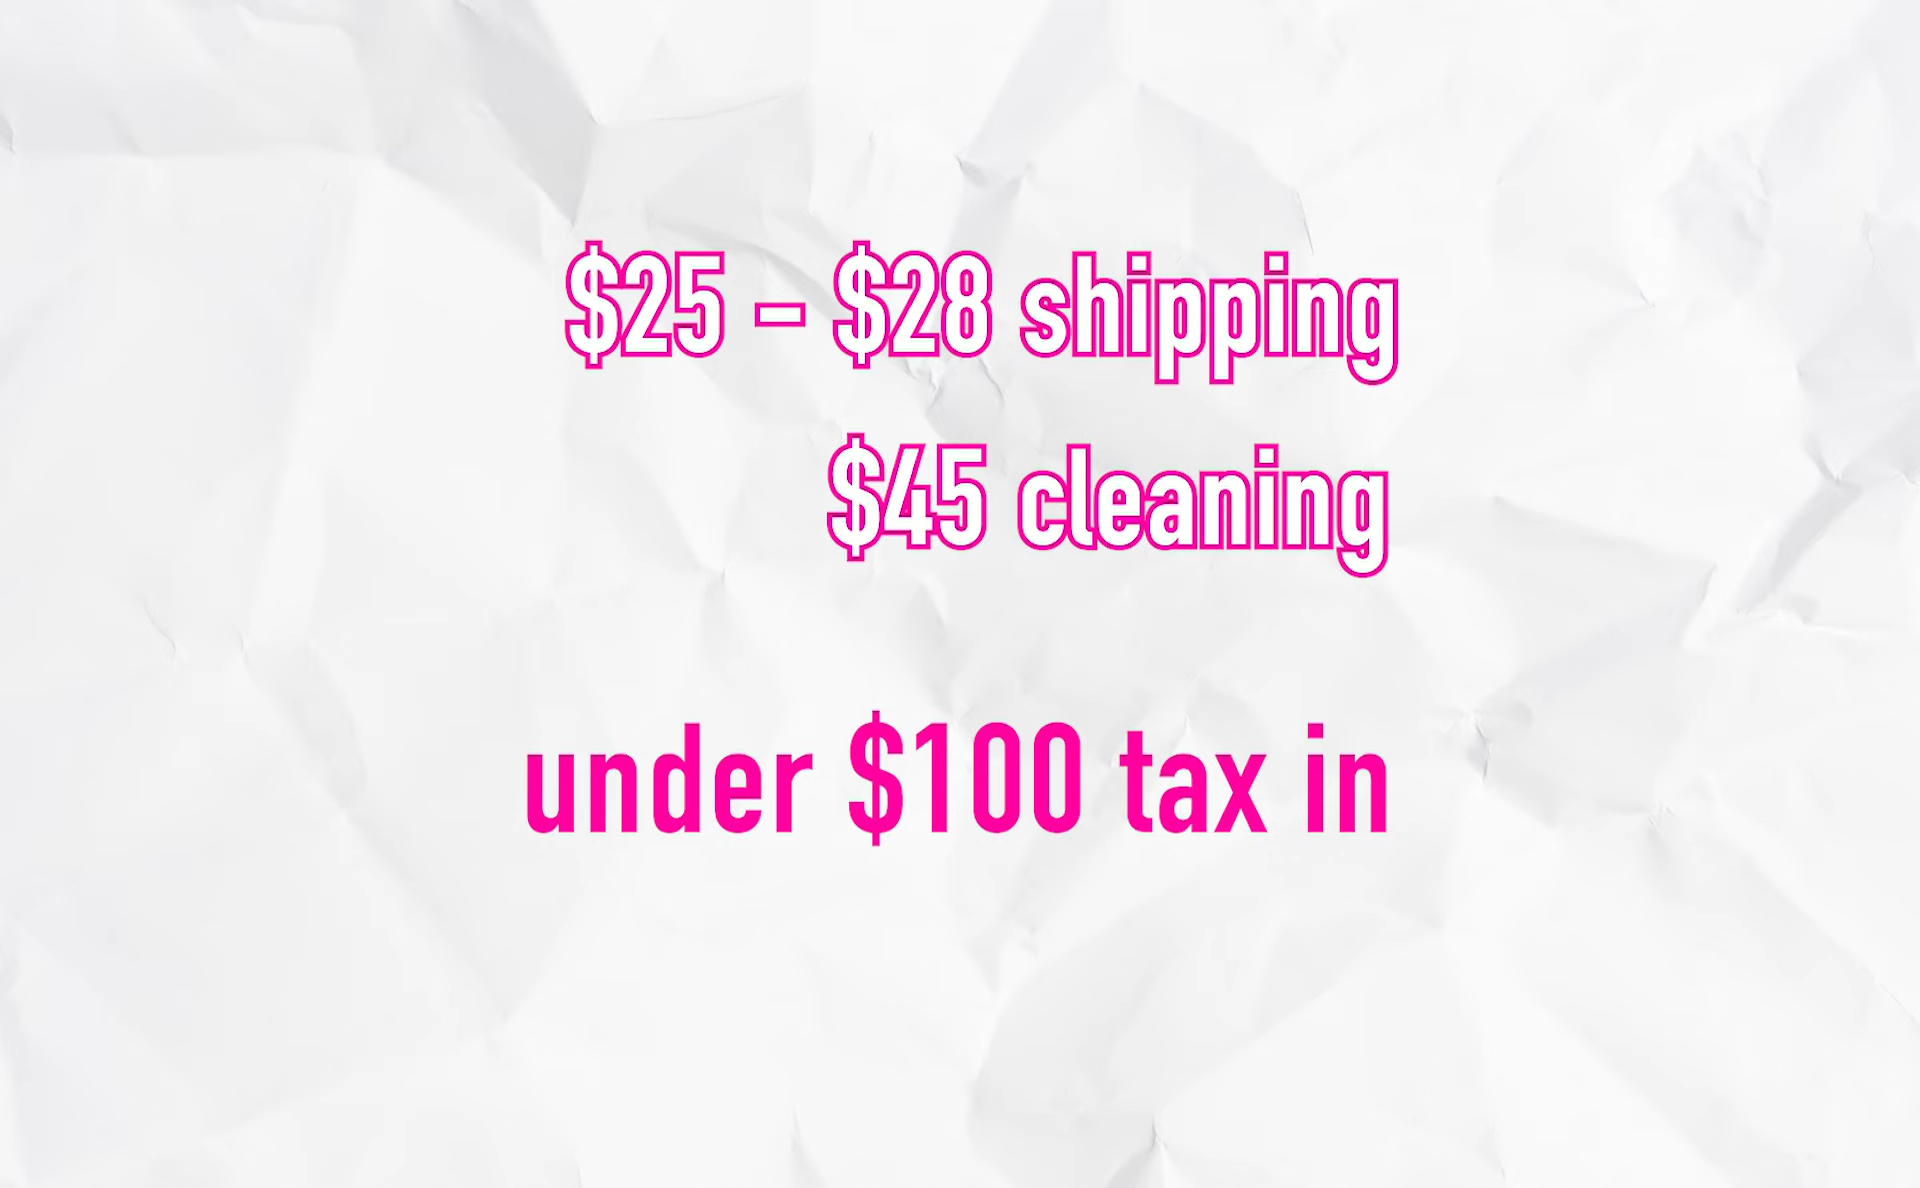 $25 – $28 shipping
$45 cleaning
under $100 tax in